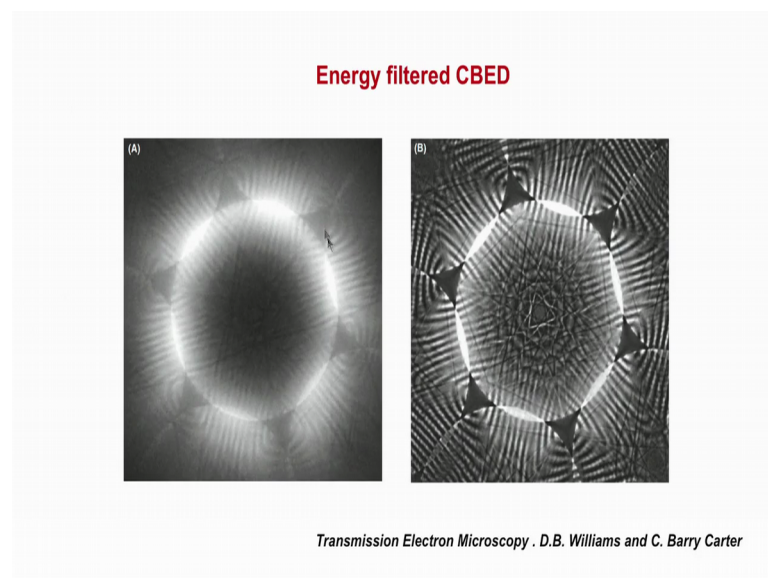 Energy filtered CBED
(A)
(B)
Transmission Electron Microscopy . D.B. Williams and C. Barry Carter